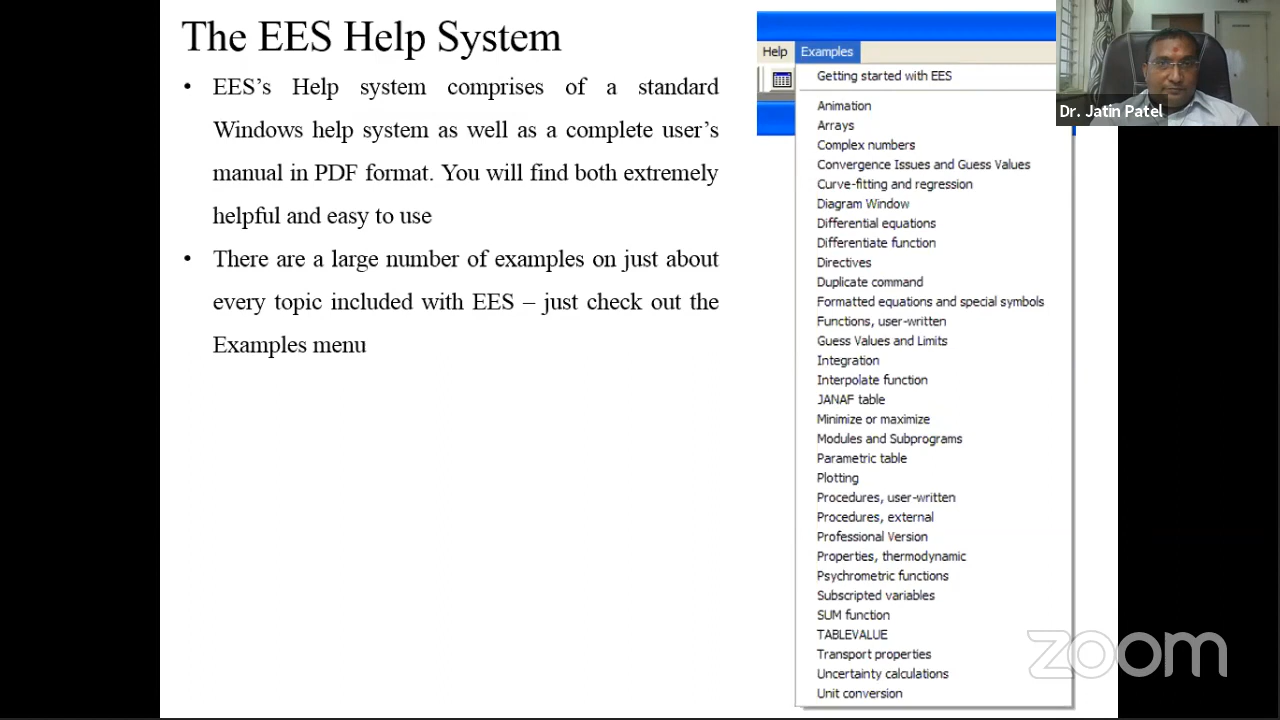 The EES Help System
• EES’s Help system comprises of a standard
Windows help system as well as a complete user’s
manual in PDF format. You will find both extremely
helpful and easy to use
• There are a large number of examples on just about
every topic included with EES – just check out the
Examples menu
Help Examples
Getting started with EES
Animation
Arrays
Complex numbers
Convergence Issues and Guess Values
Curve-fitting and regression
Diagram Window
Differential equations
Differentiate function
Directives
Duplicate command
Formatted equations and special symbols
Functions, user-written
Guess Values and Limits
Integration
Interpolate function
JANAF table
Minimize or maximize
Modules and Subprograms
Parametric table
Plotting
Procedures, user-written
Procedures, external
Professional Version
Properties, thermodynamic
Psychrometric functions
Subscripted variables
SUM function
TABLEVALUE
Transport properties
Uncertainty calculations
Unit conversion
Dr. Jatin Patel
zoom